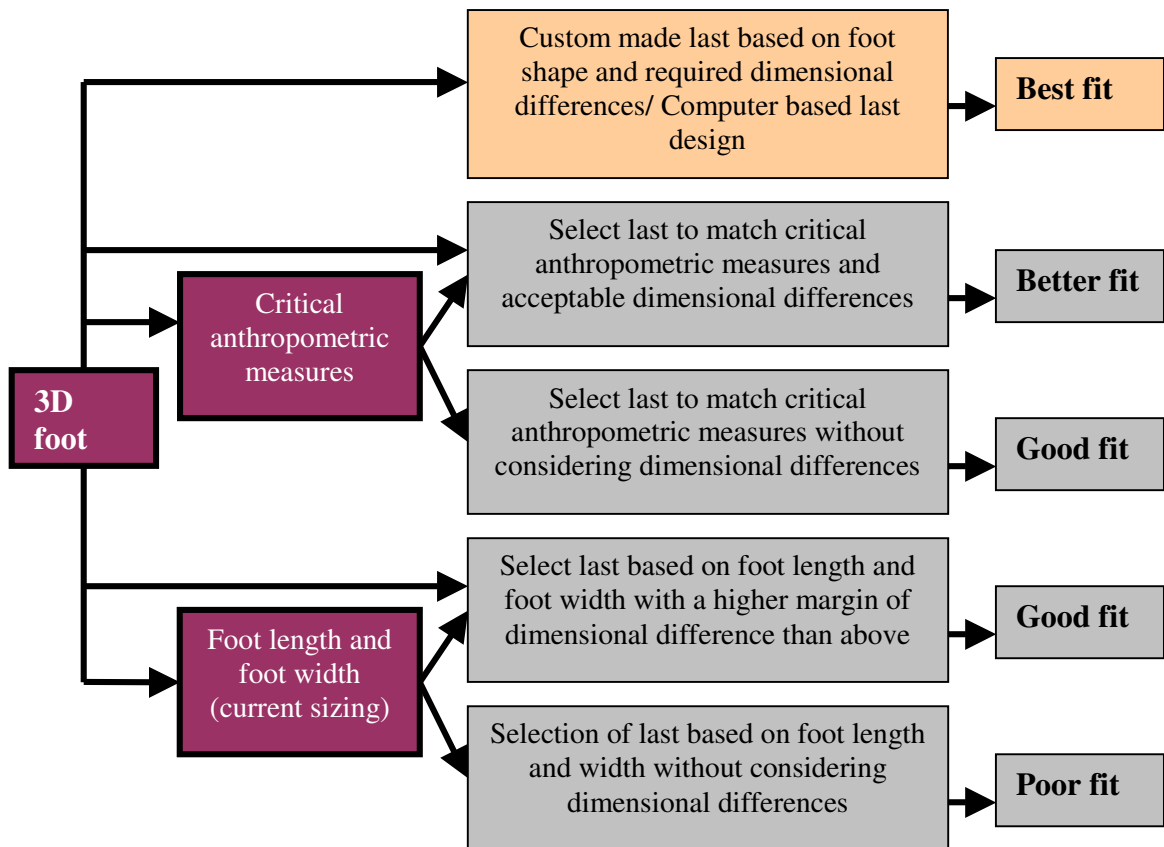 Custom made last based on foot
shape and required dimensional
differences/ Computer based last
design
Best fit
Select last to match critical
anthropometric measures and
acceptable dimensional differences
Better fit
Critical
anthropometric
measures
3D
foot
Select last to match critical
anthropometric measures without
considering dimensional differences
Good fit
Select last based on foot length and
foot width with a higher margin of
dimensional difference than above
Good fit
Foot length and
foot width
(current sizing)
Selection of last based on foot length
and width without considering
dimensional differences
Poor fit